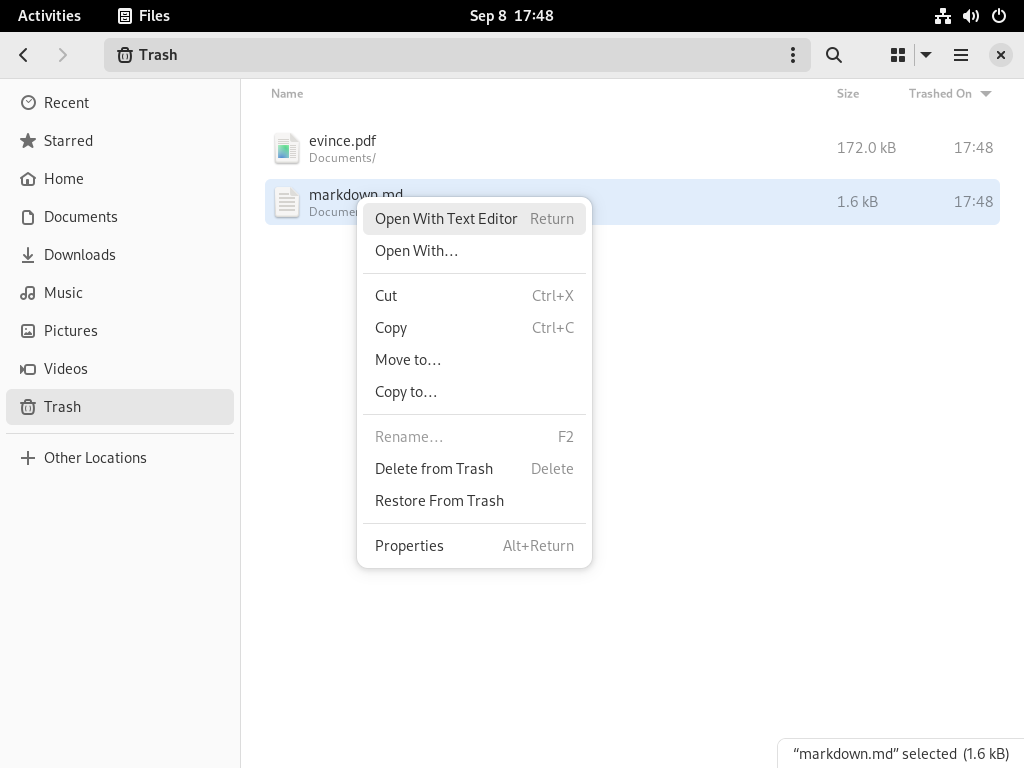 Activities Files Sep 8 17:48
Trash
Recent
Starred
Home
Documents
Downloads
Music
Pictures
Videos
Trash
Other Locations
Name Size Trashed On
evince.pdf 172.0 kB 17:48
Documents/
markdown.md 1.6 kB 17:48
Open With Text Editor Return
Open With…
Cut Ctrl+X
Copy Ctrl+C
Move to…
Copy to…
Rename… F2
Delete from Trash Delete
Restore From Trash
Properties Alt+Return
“markdown.md” selected (1.6 kB)